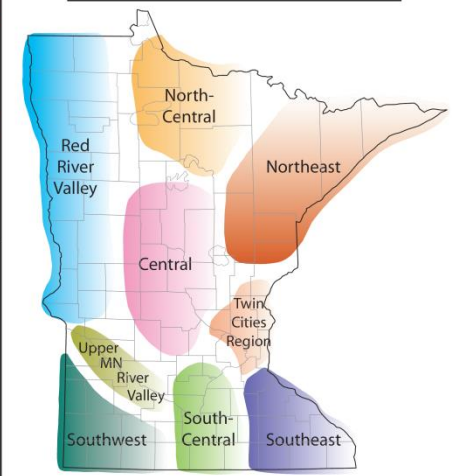 North-
Central
Red
River
Valley
Northeast
Central
Twin
Cities
Region
Upper
MN
River
Valley
Southwest
South-
Central
Southeast